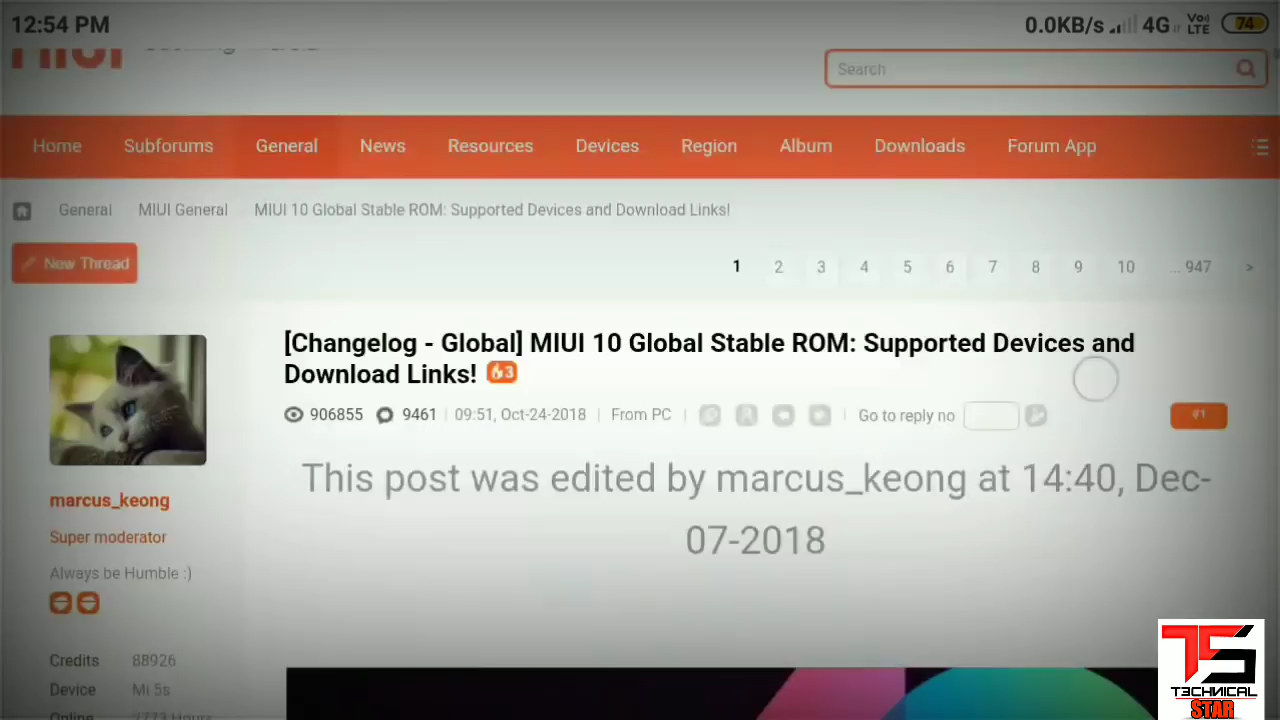 12:54 PM
0.0KB/s 4G Vo) LTE 74
MIUI
Search
Home Subforums General News Resources Devices Region Album Downloads Forum App
General MIUI General MIUI 10 Global Stable ROM: Supported Devices and Download Links!
New Thread
1 2 3 4 5 6 7 8 9 10 ... 947 >
[Changelog - Global] MIUI 10 Global Stable ROM: Supported Devices and
Download Links! 3
906855 9461 09:51, Oct-24-2018 From PC Go to reply no #1
This post was edited by marcus_keong at 14:40, Dec-
07-2018
marcus_keong
Super moderator
Always be Humble :)
Credits 88926
Device Mi 5s
Online 7773 Hours
TS
TECHNICAL
STAR